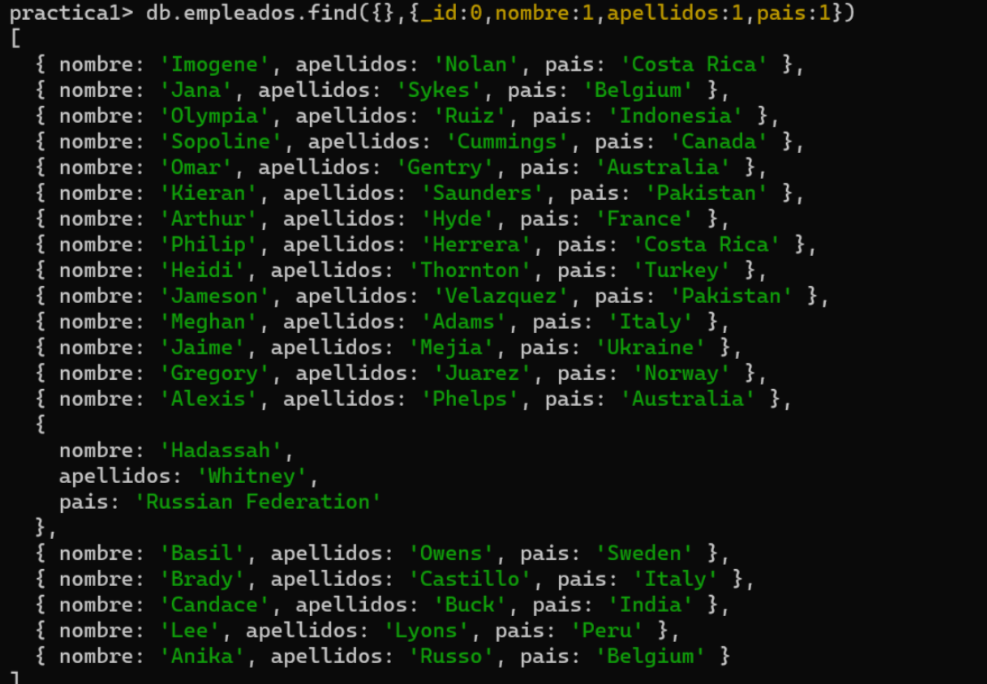 practica1> db.empleados.find({},{_id:0,nombre:1,apellidos:1,pais:1})
[
  { nombre: 'Imogene', apellidos: 'Nolan', pais: 'Costa Rica' },
  { nombre: 'Jana', apellidos: 'Sykes', pais: 'Belgium' },
  { nombre: 'Olympia', apellidos: 'Ruiz', pais: 'Indonesia' },
  { nombre: 'Sopoline', apellidos: 'Cummings', pais: 'Canada' },
  { nombre: 'Omar', apellidos: 'Gentry', pais: 'Australia' },
  { nombre: 'Kieran', apellidos: 'Saunders', pais: 'Pakistan' },
  { nombre: 'Arthur', apellidos: 'Hyde', pais: 'France' },
  { nombre: 'Philip', apellidos: 'Herrera', pais: 'Costa Rica' },
  { nombre: 'Heidi', apellidos: 'Thornton', pais: 'Turkey' },
  { nombre: 'Jameson', apellidos: 'Velazquez', pais: 'Pakistan' },
  { nombre: 'Meghan', apellidos: 'Adams', pais: 'Italy' },
  { nombre: 'Jaime', apellidos: 'Mejia', pais: 'Ukraine' },
  { nombre: 'Gregory', apellidos: 'Juarez', pais: 'Norway' },
  { nombre: 'Alexis', apellidos: 'Phelps', pais: 'Australia' },
  {
    nombre: 'Hadassah',
    apellidos: 'Whitney',
    pais: 'Russian Federation'
  },
  { nombre: 'Basil', apellidos: 'Owens', pais: 'Sweden' },
  { nombre: 'Brady', apellidos: 'Castillo', pais: 'Italy' },
  { nombre: 'Candace', apellidos: 'Buck', pais: 'India' },
  { nombre: 'Lee', apellidos: 'Lyons', pais: 'Peru' },
  { nombre: 'Anika', apellidos: 'Russo', pais: 'Belgium' }
]